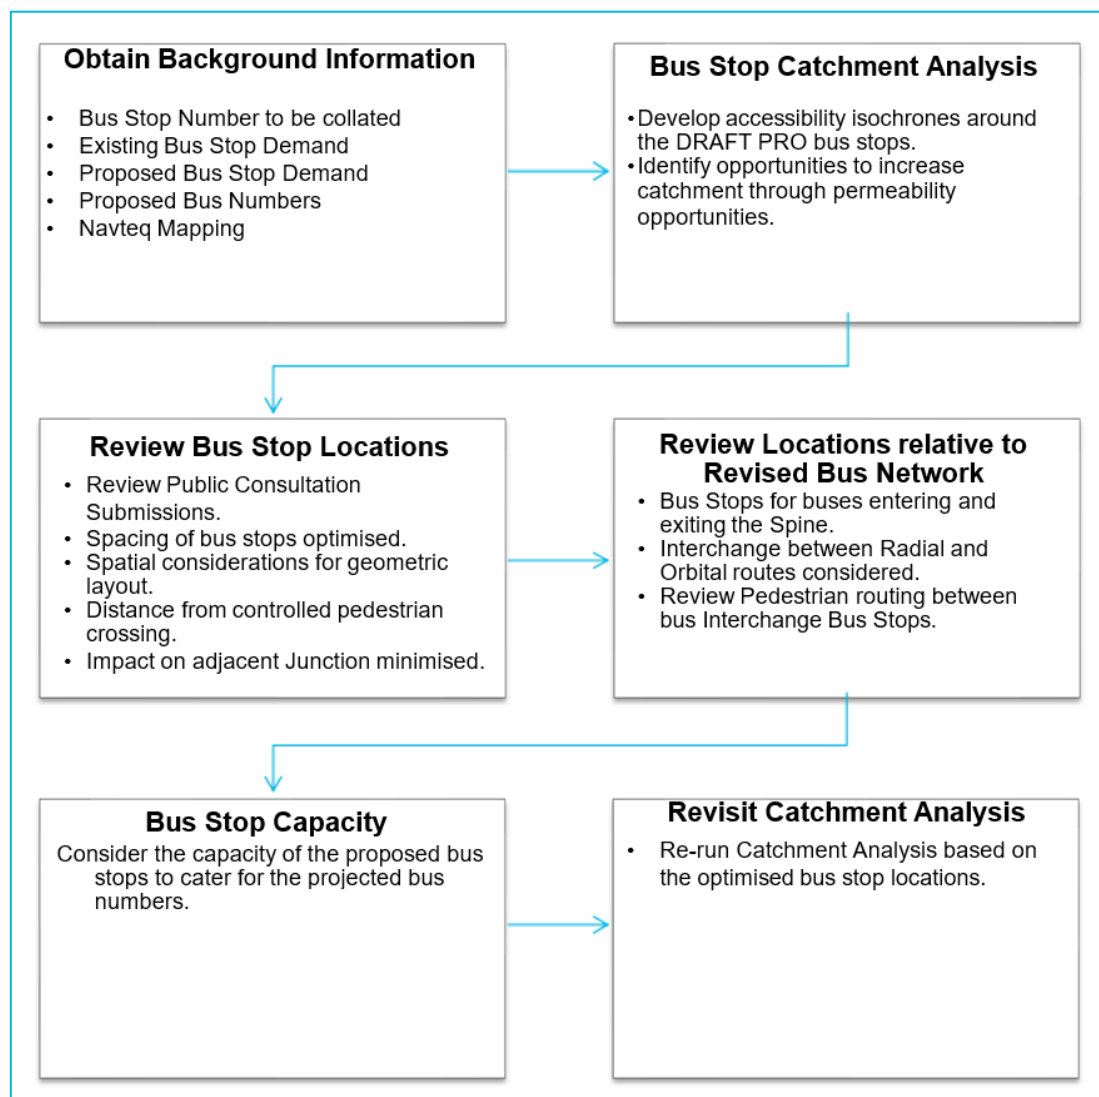 Obtain Background Information
• Bus Stop Number to be collated
• Existing Bus Stop Demand
• Proposed Bus Stop Demand
• Proposed Bus Numbers
• Navteq Mapping
Bus Stop Catchment Analysis
•Develop accessibility isochrones around
the DRAFT PRO bus stops.
•Identify opportunities to increase
catchment through permeability
opportunities.
Review Bus Stop Locations
• Review Public Consultation
Submissions.
• Spacing of bus stops optimised.
• Spatial considerations for geometric
layout.
• Distance from controlled pedestrian
crossing.
• Impact on adjacent Junction minimised.
Review Locations relative to
Revised Bus Network
• Bus Stops for buses entering and
exiting the Spine.
• Interchange between Radial and
Orbital routes considered.
• Review Pedestrian routing between
bus Interchange Bus Stops.
Bus Stop Capacity
Consider the capacity of the proposed bus
stops to cater for the projected bus
numbers.
Revisit Catchment Analysis
• Re-run Catchment Analysis based on
the optimised bus stop locations.